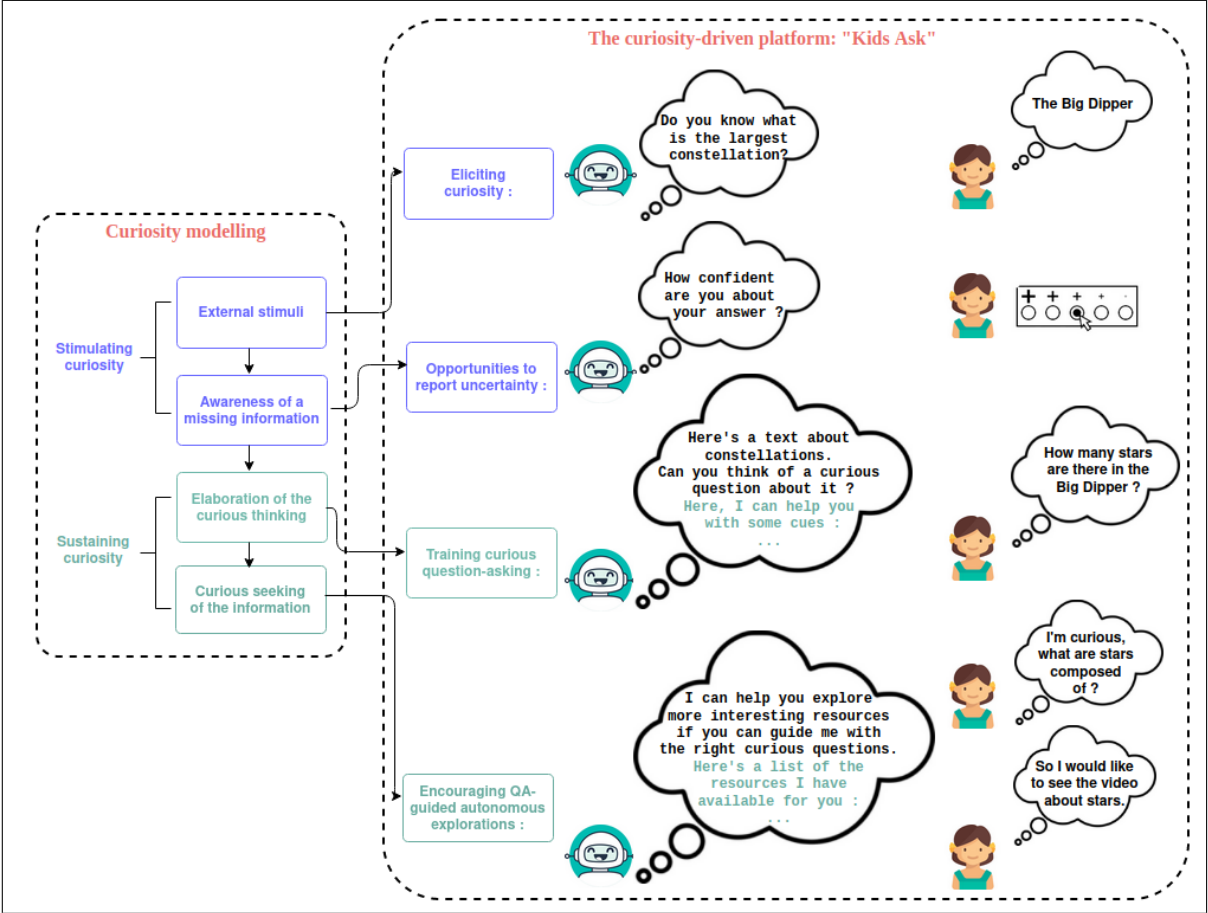 The curiosity-driven platform: "Kids Ask"
Do you know what
is the largest
constellation?
The Big Dipper
Eliciting
curiosity :
Curiosity modelling
How confident
are you about
your answer ?
External stimuli
Stimulating
curiosity
Opportunities to
report uncertainty :
Awareness of a
missing information
Here's a text about
constellations.
Can you think of a curious
question about it ?
Here, I can help you
with some cues :
...
How many stars
are there in the
Big Dipper ?
Elaboration of the
curious thinking
Sustaining
curiosity
Training curious
question-asking :
Curious seeking
of the information
I'm curious,
what are stars
composed
of ?
I can help you explore
more interesting resources
if you can guide me with
the right curious questions.
Here's a list of the
resources I have
available for you :
...
So I would like
to see the video
about stars.
Encouraging QA-
guided autonomous
explorations :